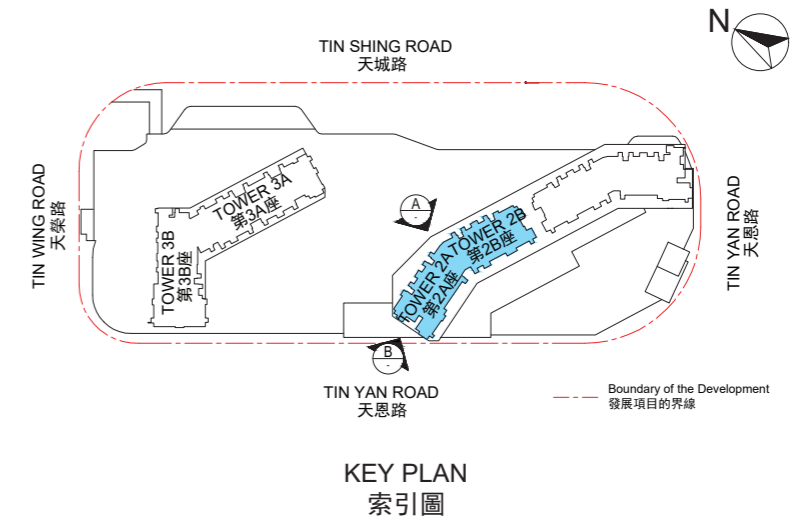 N
TIN SHING ROAD
天城路
TIN WING ROAD
天榮路
TOWER 3A
第3A座
TOWER 3B
第3B座
A
-
TOWER 2A
第2A座
TOWER 2B
第2B座
TIN YAN ROAD
天恩路
B
-
TIN YAN ROAD
天恩路
Boundary of the Development
發展項目的界線
KEY PLAN
索引圖